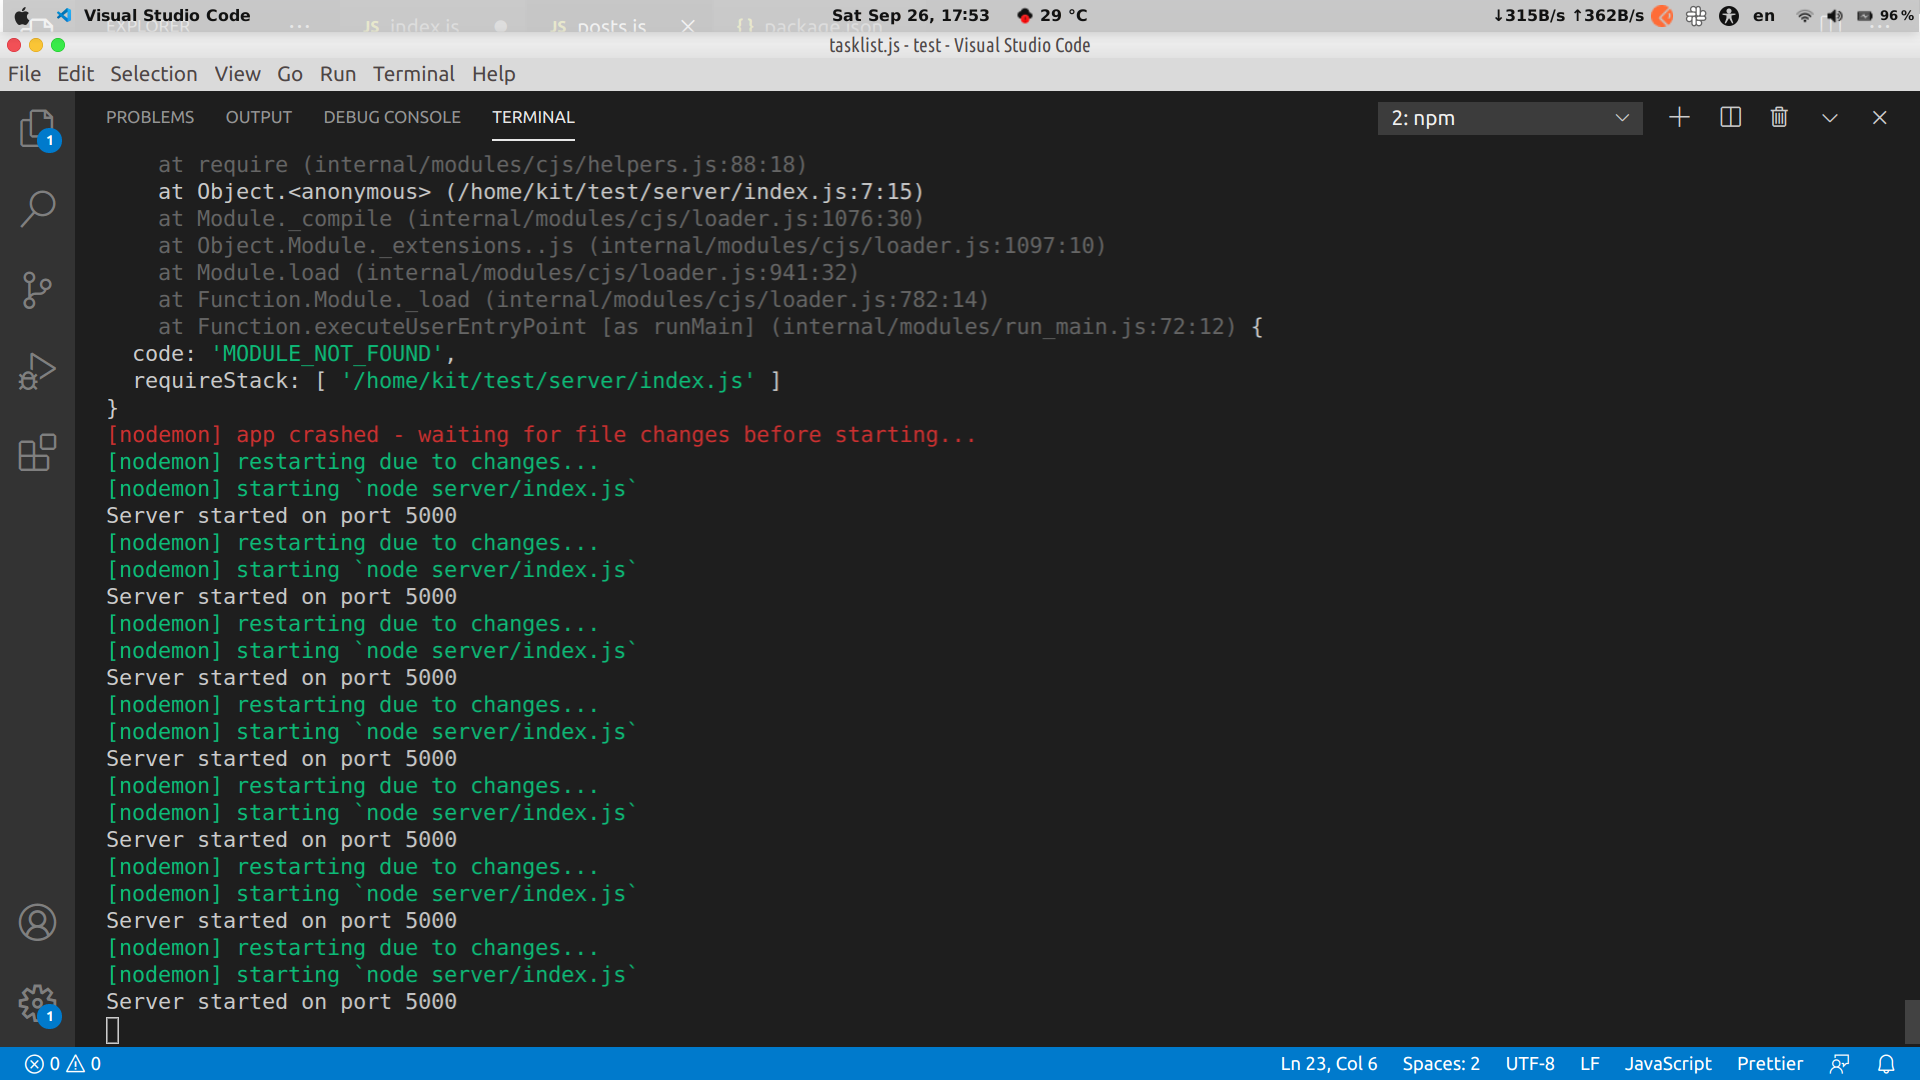 Visual Studio Code
Sat Sep 26, 17:53
29 °C
↓315B/s ↑362B/s
en
96 %
EXPLORER
JS index.js
JS posts.js
{} package.json
tasklist.js - test - Visual Studio Code
File Edit Selection View Go Run Terminal Help
PROBLEMS OUTPUT DEBUG CONSOLE TERMINAL
2: npm
1
at require (internal/modules/cjs/helpers.js:88:18)
at Object.<anonymous> (/home/kit/test/server/index.js:7:15)
at Module._compile (internal/modules/cjs/loader.js:1076:30)
at Object.Module._extensions..js (internal/modules/cjs/loader.js:1097:10)
at Module.load (internal/modules/cjs/loader.js:941:32)
at Function.Module._load (internal/modules/cjs/loader.js:782:14)
at Function.executeUserEntryPoint [as runMain] (internal/modules/run_main.js:72:12) {
code: 'MODULE_NOT_FOUND',
requireStack: [ '/home/kit/test/server/index.js' ]
}
[nodemon] app crashed - waiting for file changes before starting...
[nodemon] restarting due to changes...
[nodemon] starting `node server/index.js`
Server started on port 5000
[nodemon] restarting due to changes...
[nodemon] starting `node server/index.js`
Server started on port 5000
[nodemon] restarting due to changes...
[nodemon] starting `node server/index.js`
Server started on port 5000
[nodemon] restarting due to changes...
[nodemon] starting `node server/index.js`
Server started on port 5000
[nodemon] restarting due to changes...
[nodemon] starting `node server/index.js`
Server started on port 5000
[nodemon] restarting due to changes...
[nodemon] starting `node server/index.js`
Server started on port 5000
[nodemon] restarting due to changes...
[nodemon] starting `node server/index.js`
Server started on port 5000
1
0 0
Ln 23, Col 6 Spaces: 2 UTF-8 LF JavaScript Prettier